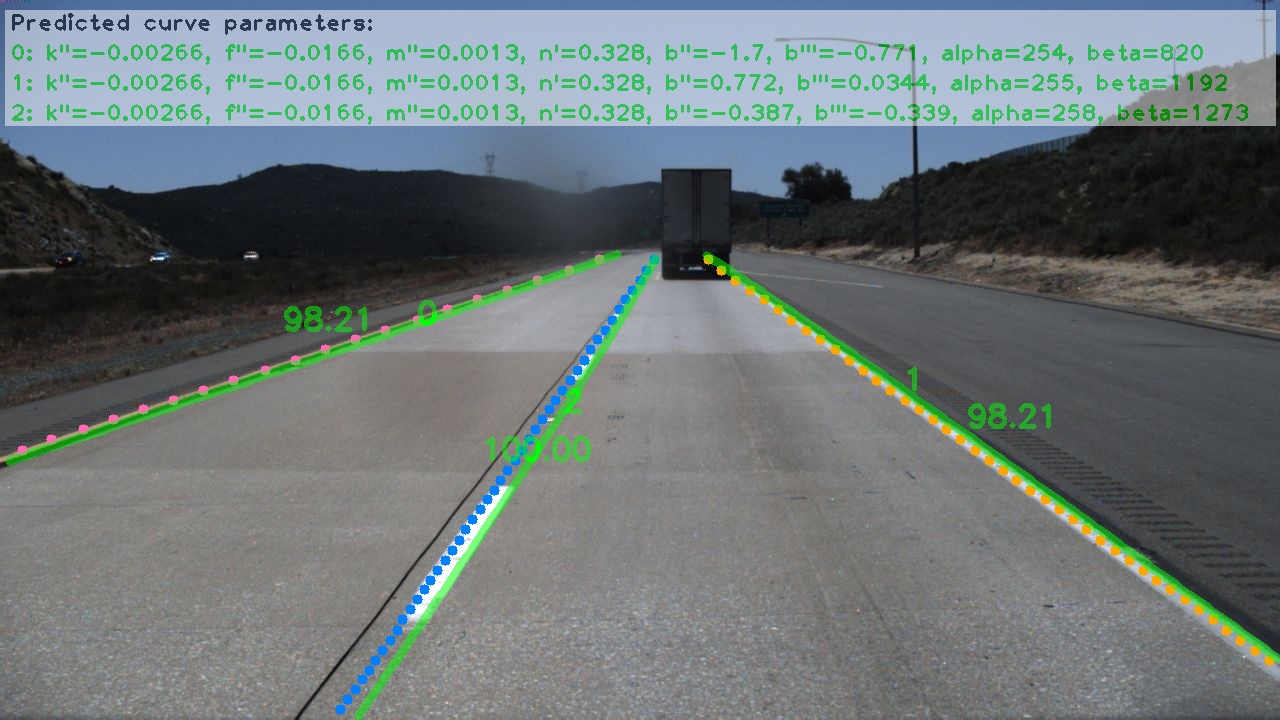 Predicted curve parameters:
0: k''=-0.00266, f''=-0.0166, m''=0.0013, n'=0.328, b''=-1.7, b'''=-0.771, alpha=254, beta=820
1: k''=-0.00266, f''=-0.0166, m''=0.0013, n'=0.328, b''=0.772, b'''=0.0344, alpha=255, beta=1192
2: k''=-0.00266, f''=-0.0166, m''=0.0013, n'=0.328, b''=-0.387, b'''=-0.339, alpha=258, beta=1273
98.21 0
1
2
98.21
100.00